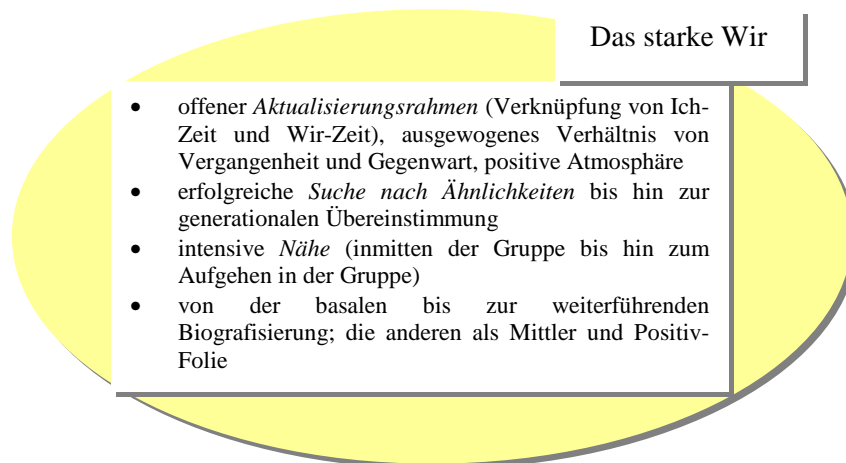 Das starke Wir
• offener Aktualisierungsrahmen (Verknüpfung von Ich-
Zeit und Wir-Zeit), ausgewogenes Verhältnis von
Vergangenheit und Gegenwart, positive Atmosphäre
• erfolgreiche Suche nach Ähnlichkeiten bis hin zur
generationalen Übereinstimmung
• intensive Nähe (inmitten der Gruppe bis hin zum
Aufgehen in der Gruppe)
• von der basalen bis zur weiterführenden
Biografisierung; die anderen als Mittler und Positiv-
Folie